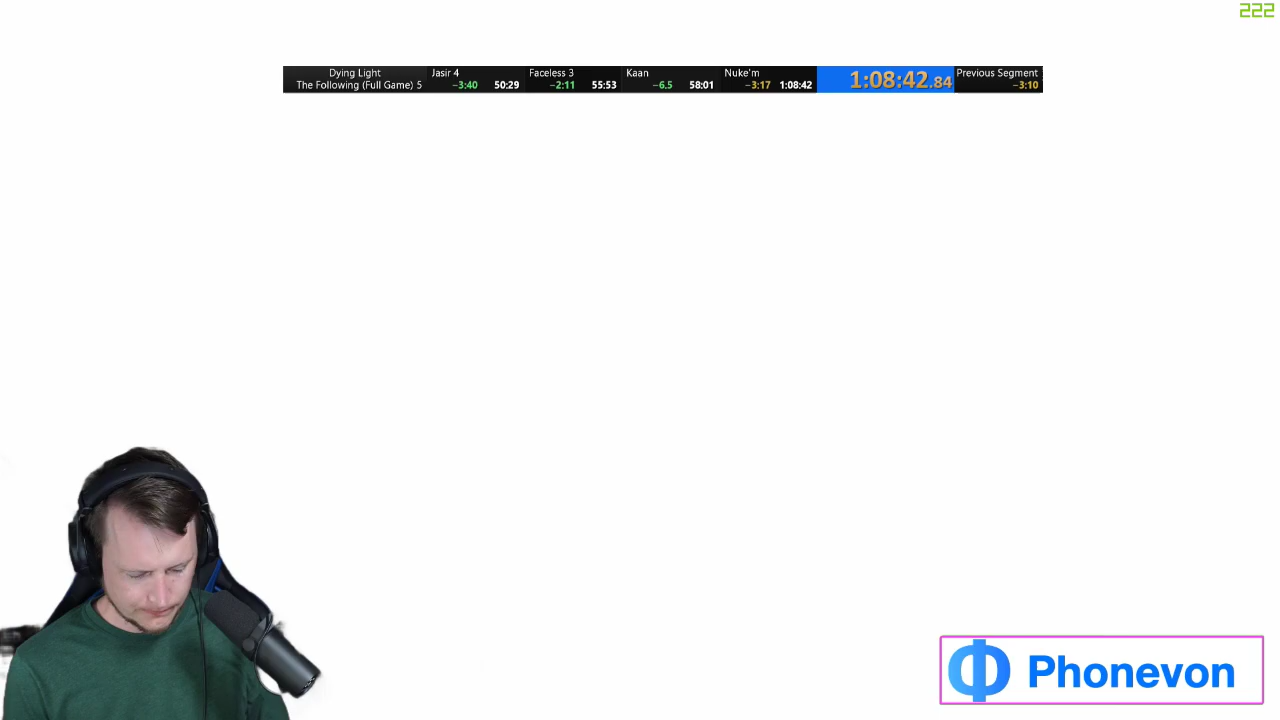 222
Dying Light
The Following (Full Game) 5
Jasir 4
−3:40 50:29
Faceless 3
−2:11 55:53
Kaan
−6.5 58:01
Nuke'm
−3:17 1:08:42
1:08:42.84
Previous Segment
−3:10
Phonevon